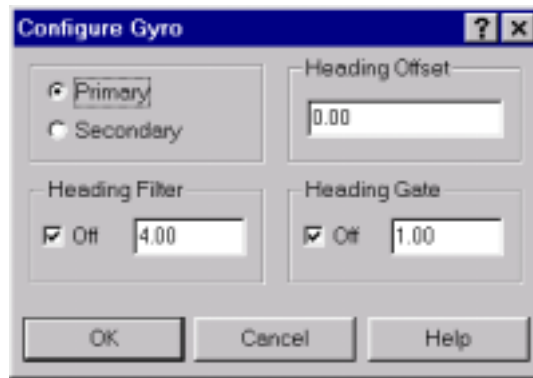 Configure Gyro
Primary
Secondary
Heading Offset
0.00
Heading Filter
Off 4.00
Heading Gate
Off 1.00
OK Cancel Help